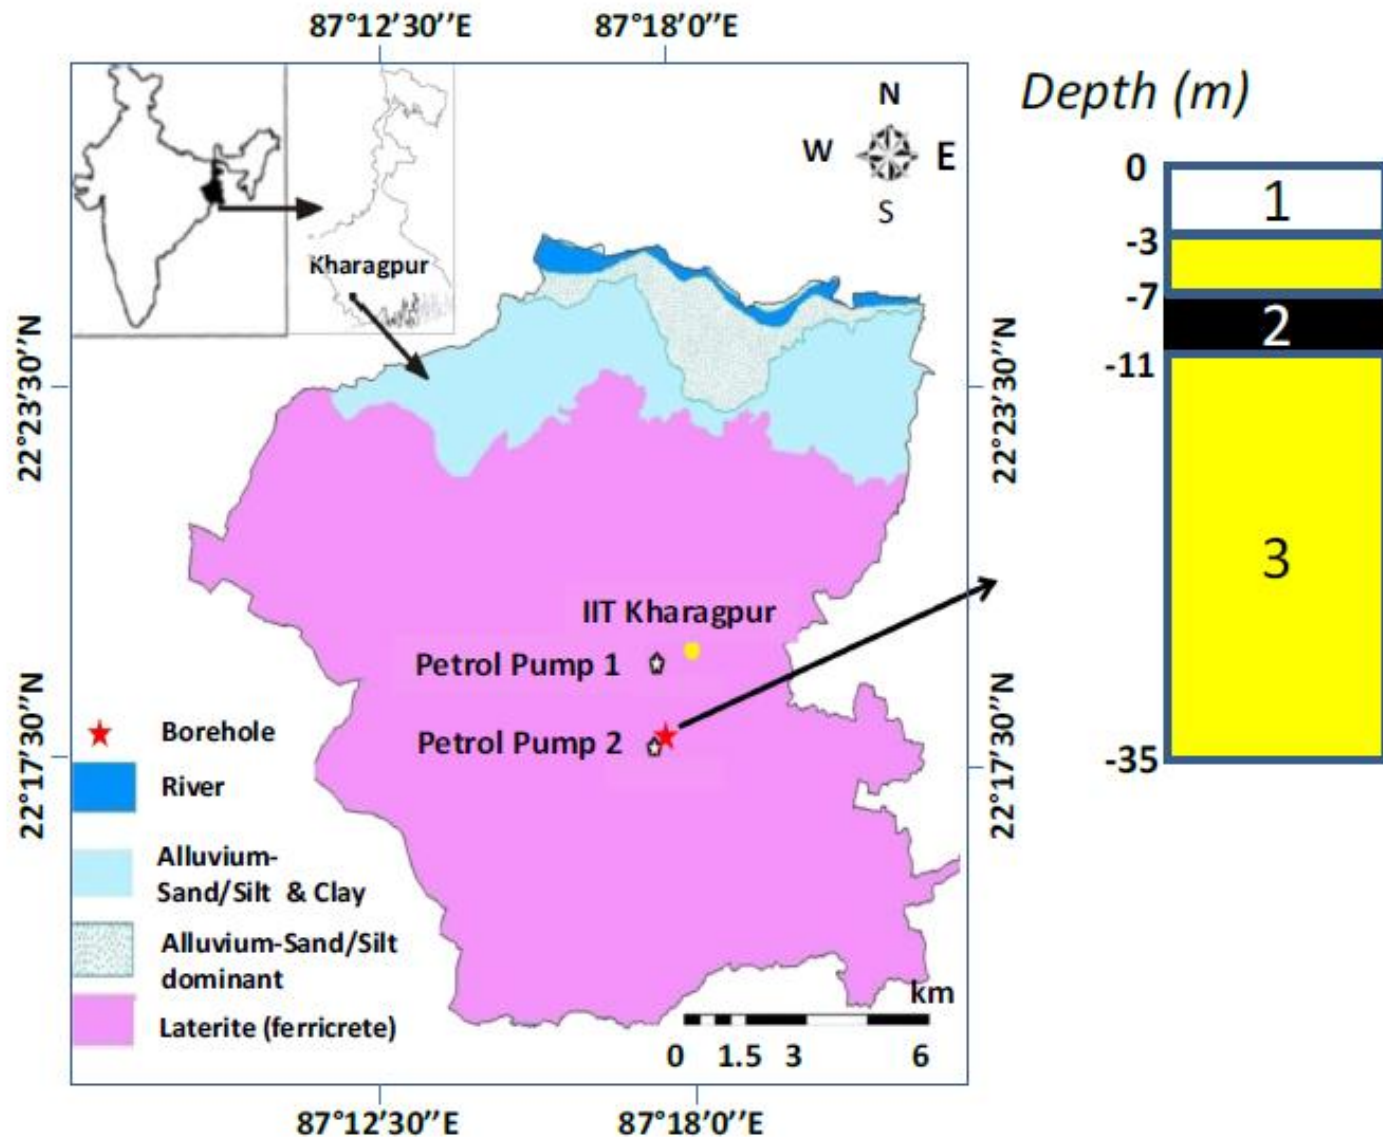 87°12’30’’E
87°18’0’’E
Depth (m)
N
W
E
S
Kharagpur
0
-3
-7
-11
-35
1
2
3
22°23’30’’N
22°23’30’’N
22°17’30’’N
22°17’30’’N
IIT Kharagpur
Petrol Pump 1
Petrol Pump 2
Borehole
River
Alluvium-
Sand/Silt & Clay
Alluvium-Sand/Silt
dominant
Laterite (ferricrete)
km
0 1.5 3 6
87°12’30’’E
87°18’0’’E